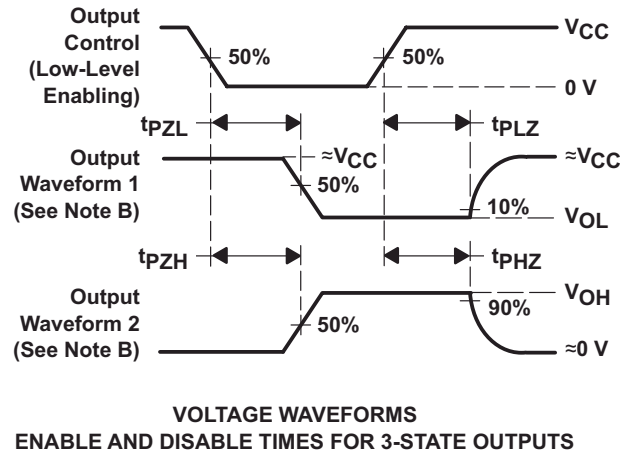 Output
Control
(Low-Level
Enabling)
50%
50%
VCC
0 V
tPZL
tPLZ
Output
Waveform 1
(See Note B)
≈VCC
50%
≈VCC
10%
VOL
tPZH
tPHZ
Output
Waveform 2
(See Note B)
50%
VOH
90%
≈0 V
VOLTAGE WAVEFORMS
ENABLE AND DISABLE TIMES FOR 3-STATE OUTPUTS